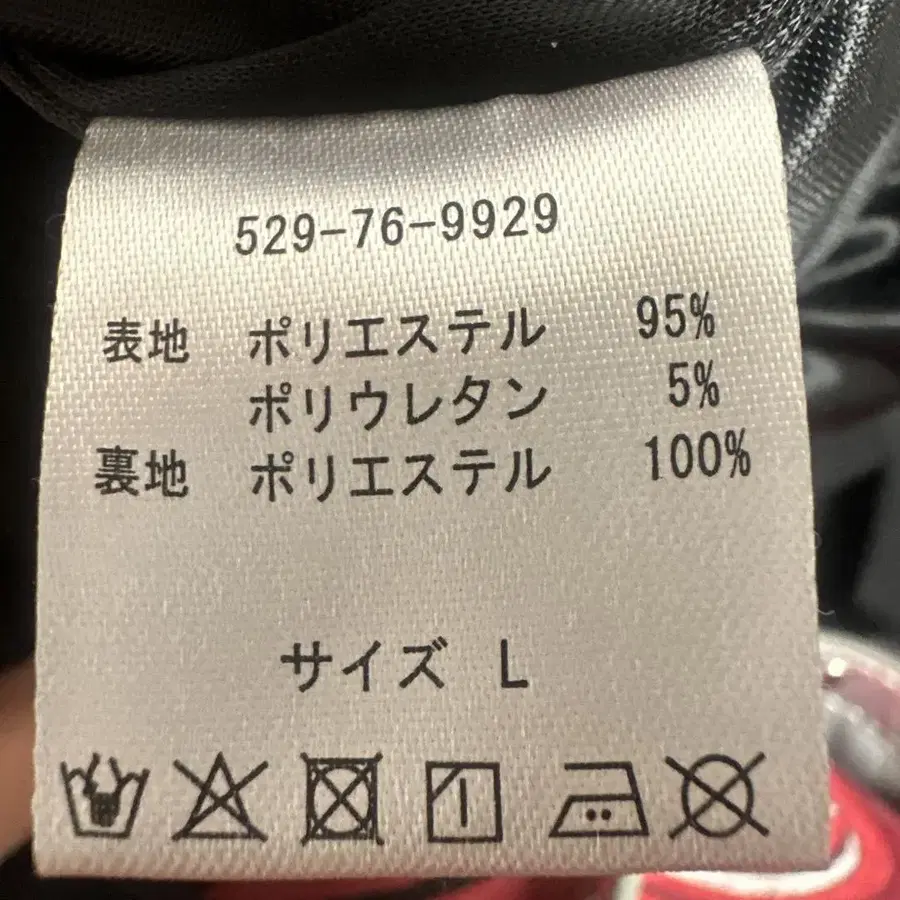 529-76-9929
表地 ポリエステル 95%
ポリウレタン 5%
裏地 ポリエステル 100%
サイズ L